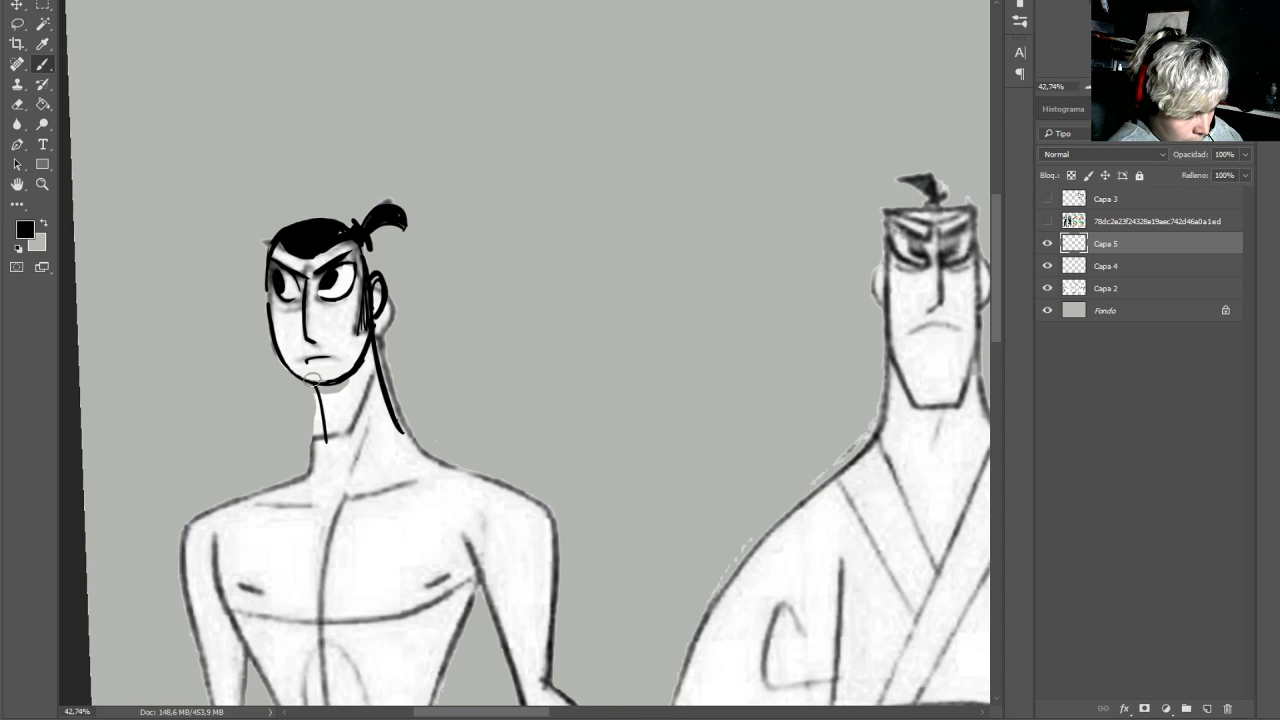 42,74%
Histograma
Tipo
Normal Opacidad: 100%
Bloq.: Relleno: 100%
Capa 3
78dc2e23f24328e19aec742d46a0a1ed
Capa 5
Capa 4
Capa 2
Fondo
fx
42,74% Doc: 148,6 MB/453,9 MB